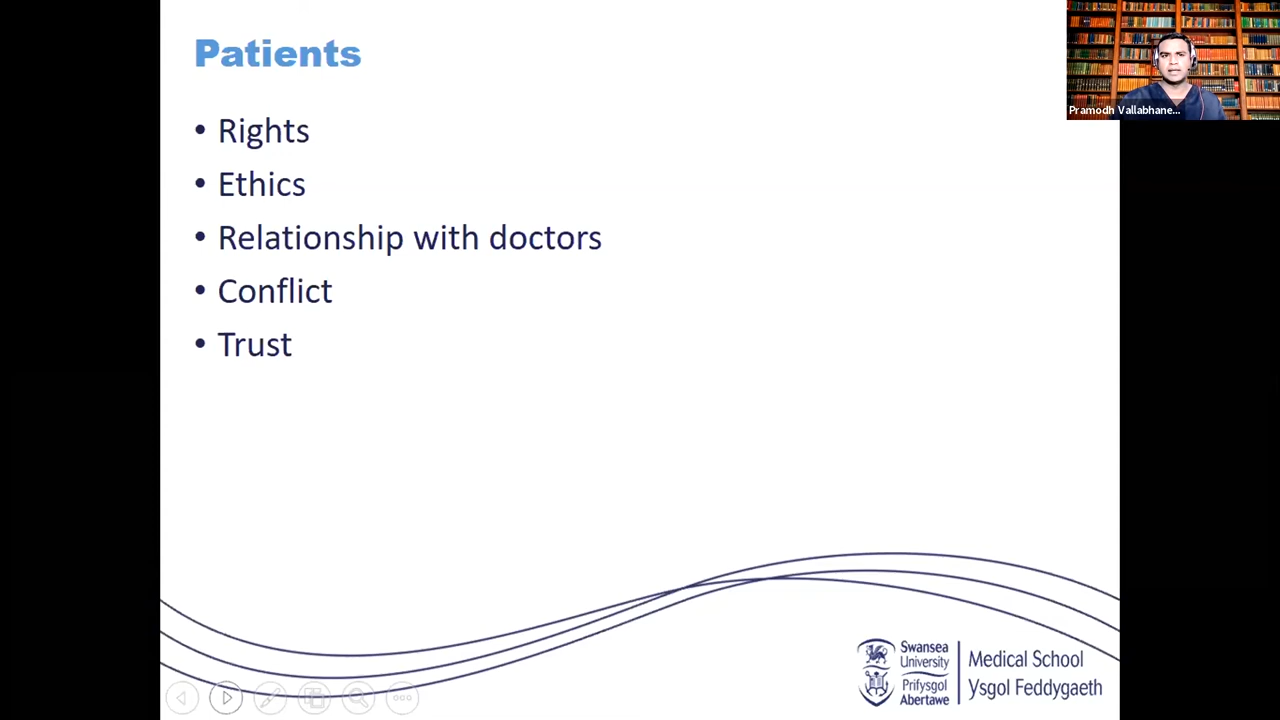 Patients
Pramodh Vallabhane...
• Rights
• Ethics
• Relationship with doctors
• Conflict
• Trust
Swansea
University
Prifysgol
Abertawe
Medical School
Ysgol Feddygaeth